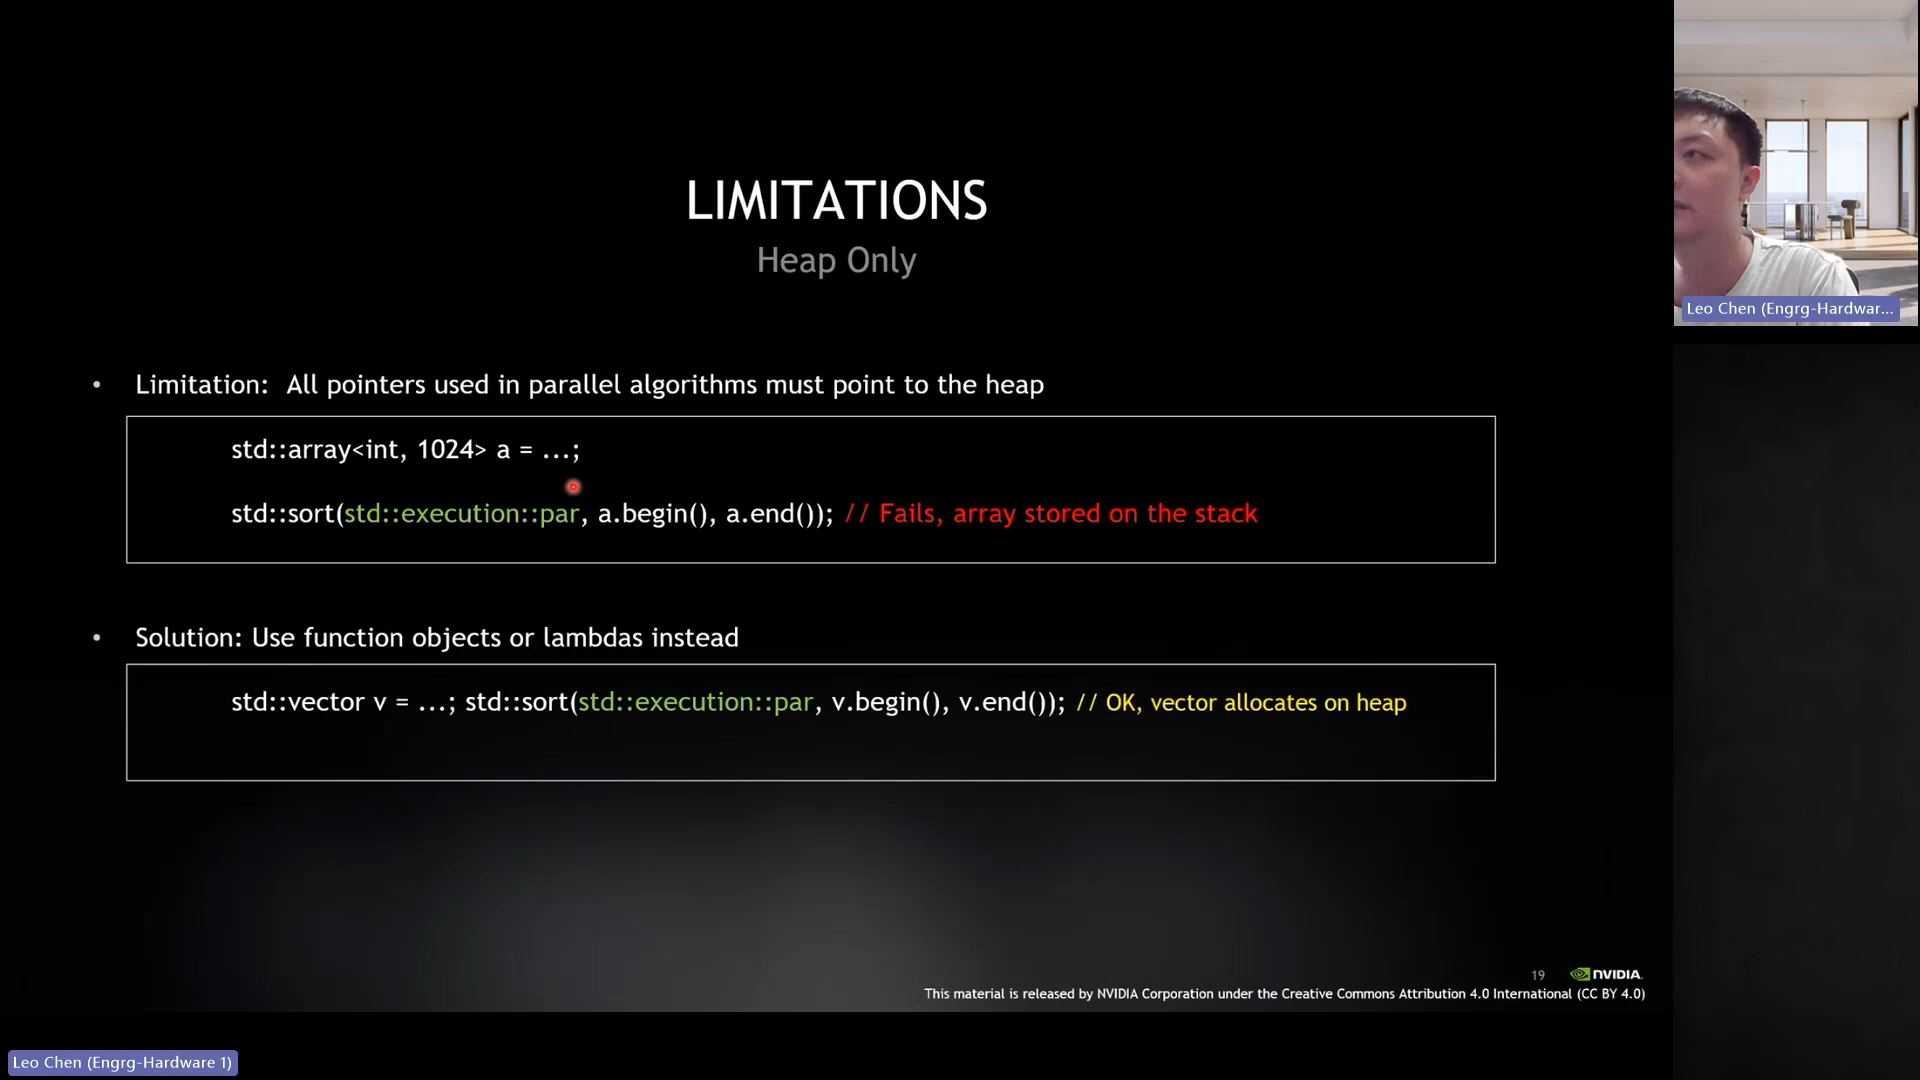 LIMITATIONS
Heap Only
• Limitation: All pointers used in parallel algorithms must point to the heap
std::array<int, 1024> a = ...;
std::sort(std::execution::par, a.begin(), a.end()); // Fails, array stored on the stack
• Solution: Use function objects or lambdas instead
std::vector v = ...; std::sort(std::execution::par, v.begin(), v.end()); // OK, vector allocates on heap
19 NVIDIA.
This material is released by NVIDIA Corporation under the Creative Commons Attribution 4.0 International (CC BY 4.0)
Leo Chen (Engrg-Hardwar...
Leo Chen (Engrg-Hardware 1)